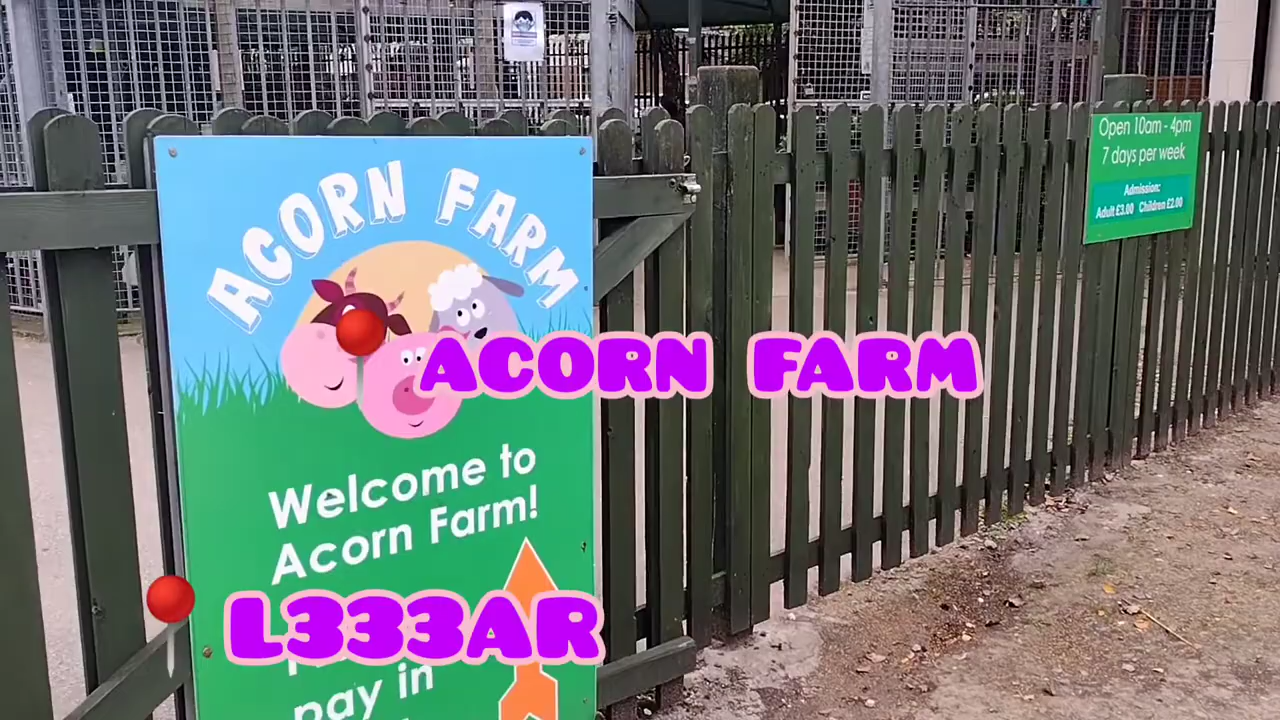 ACORN FARM
Open 10am - 4pm
7 days per week
Admission:
Adult £3.00 Children £2.00
ACORN FARM
Welcome to
Acorn Farm!
L333AR
pay in